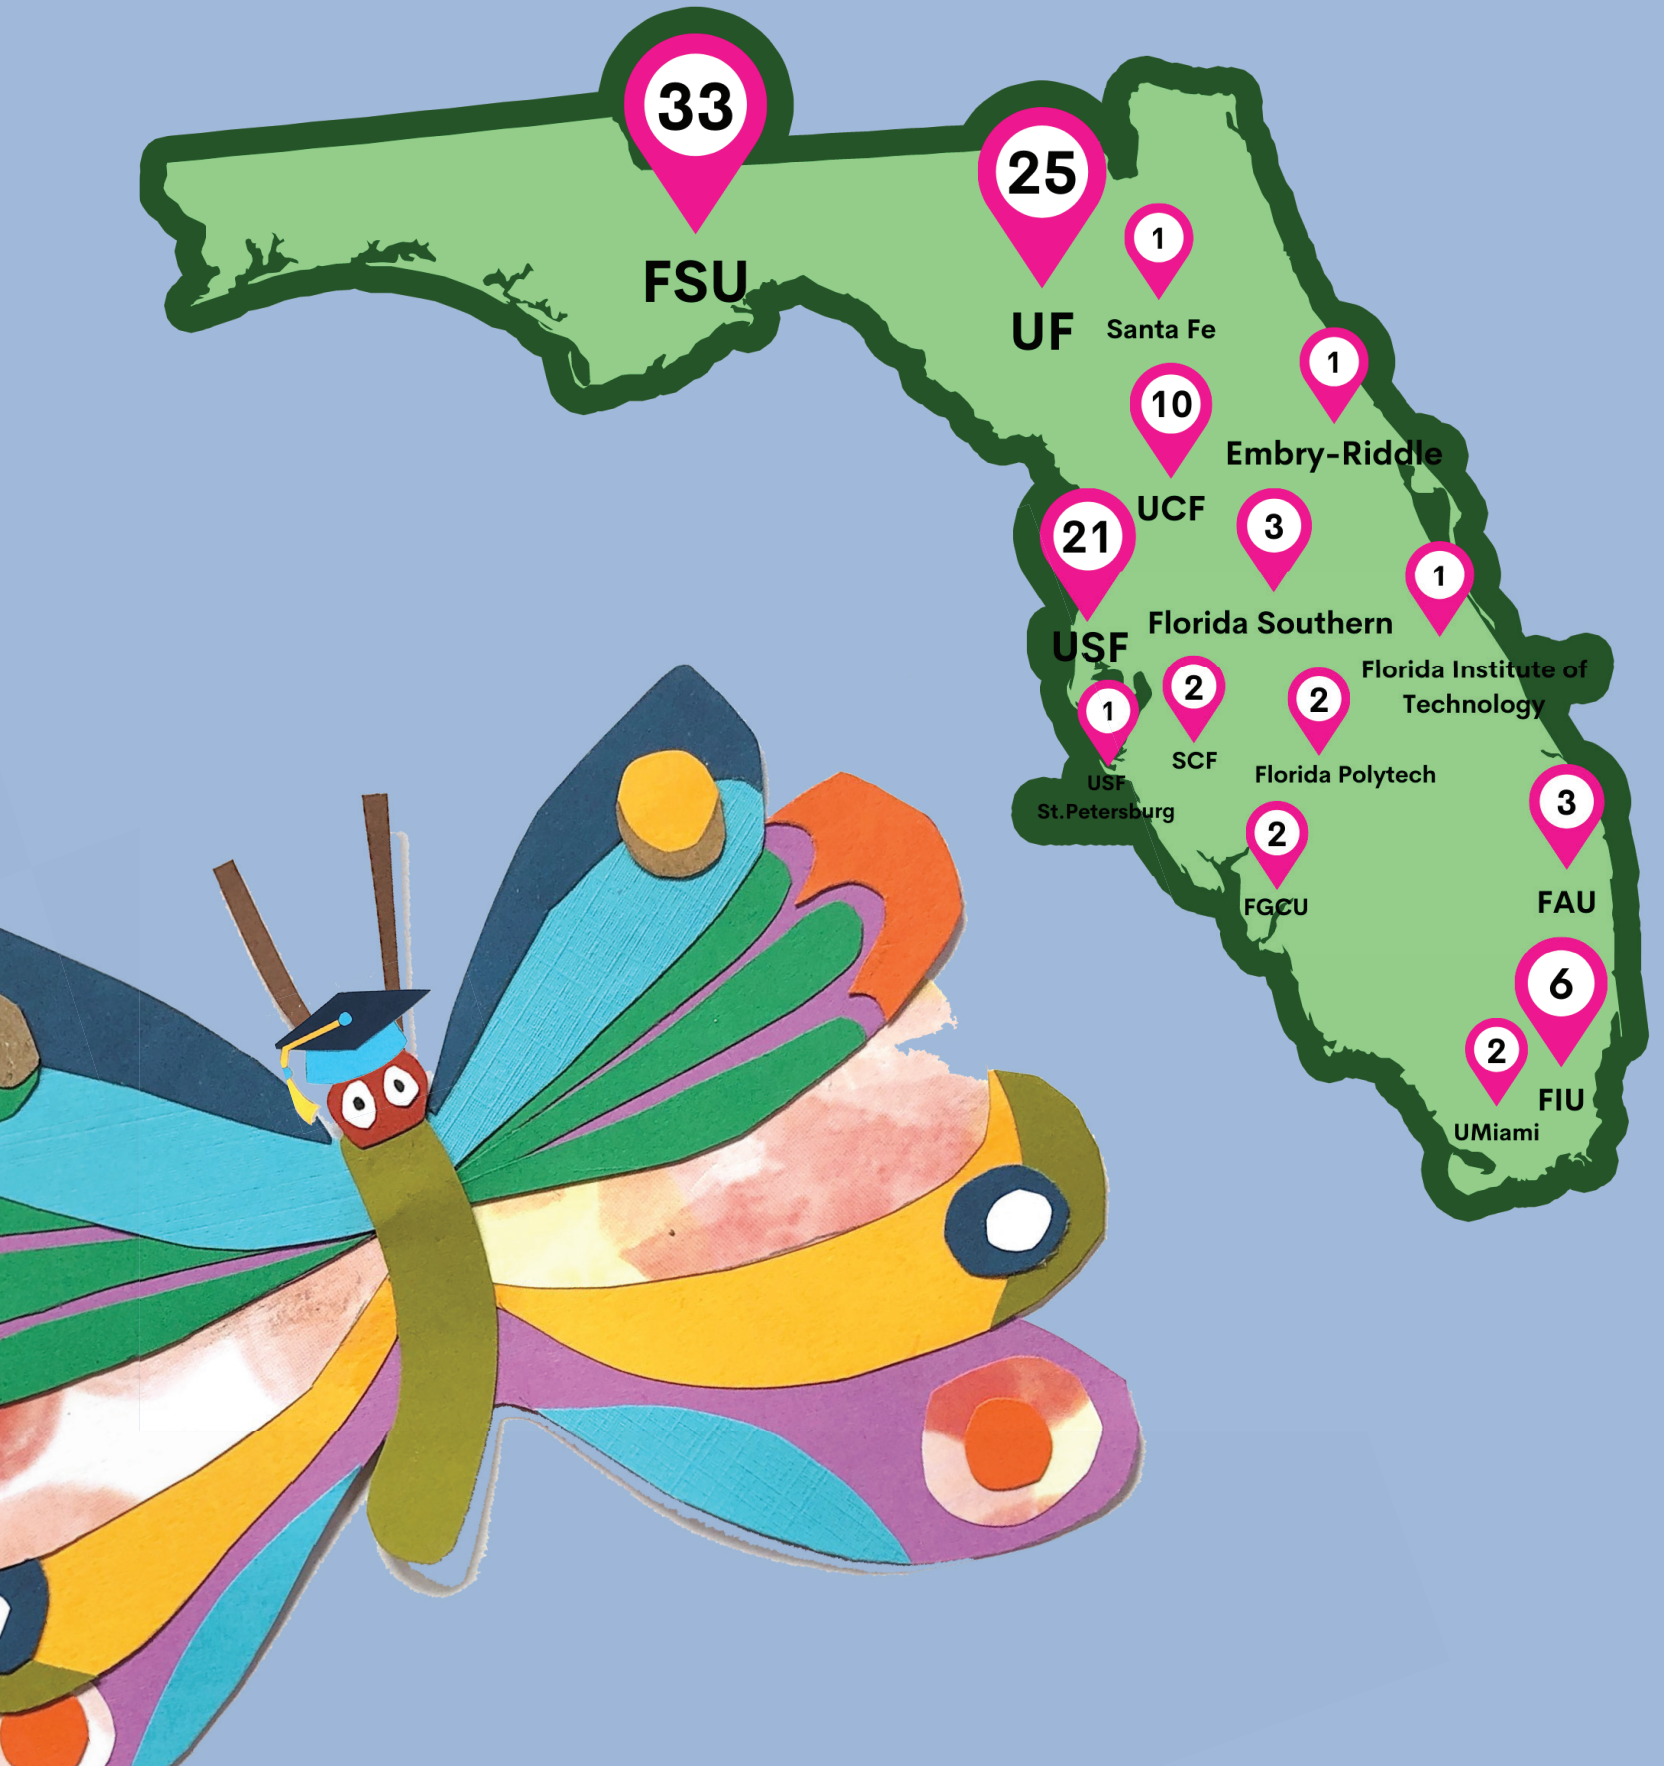 33
FSU
25
UF
1
Santa Fe
1
Embry-Riddle
10
UCF
21
USF
3
Florida Southern
1
Florida Institute of
Technology
1
USF
St.Petersburg
2
SCF
2
Florida Polytech
2
FGCU
3
FAU
6
FIU
2
UMiami